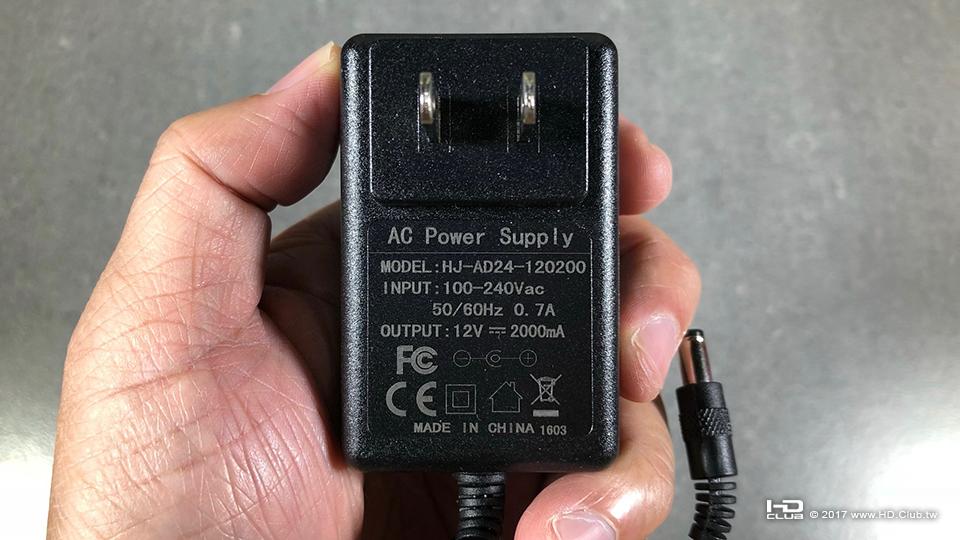 AC Power Supply
MODEL:HJ-AD24-120200
INPUT:100-240Vac
50/60Hz 0.7A
OUTPUT:12V ⎓ 2000mA
FC
CE
MADE IN CHINA 1603
HD CLUB © 2017 www.HD.Club.tw